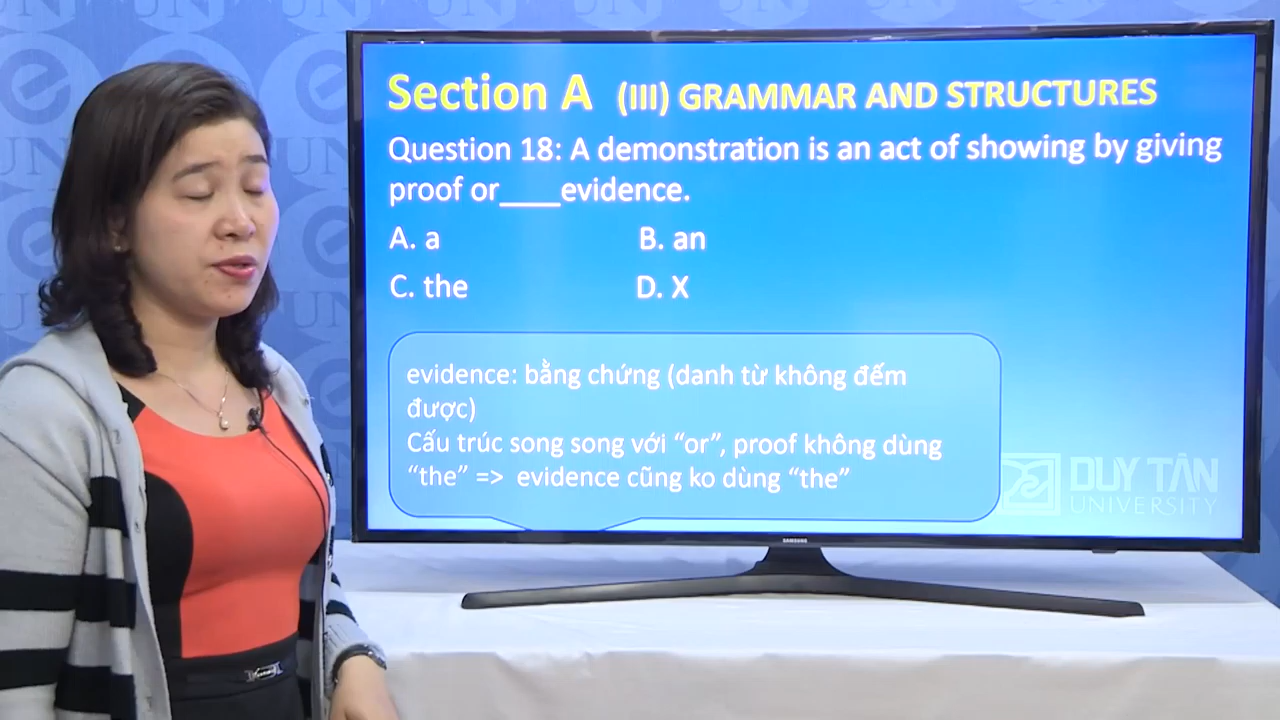 Section A (III) GRAMMAR AND STRUCTURES
Question 18: A demonstration is an act of showing by giving
proof or____evidence.
A. a B. an
C. the D. X
evidence: bằng chứng (danh từ không đếm
được)
Cấu trúc song song với “or”, proof không dùng
“the” => evidence cũng ko dùng “the”
DUY TÂN
UNIVERSITY
SAMSUNG